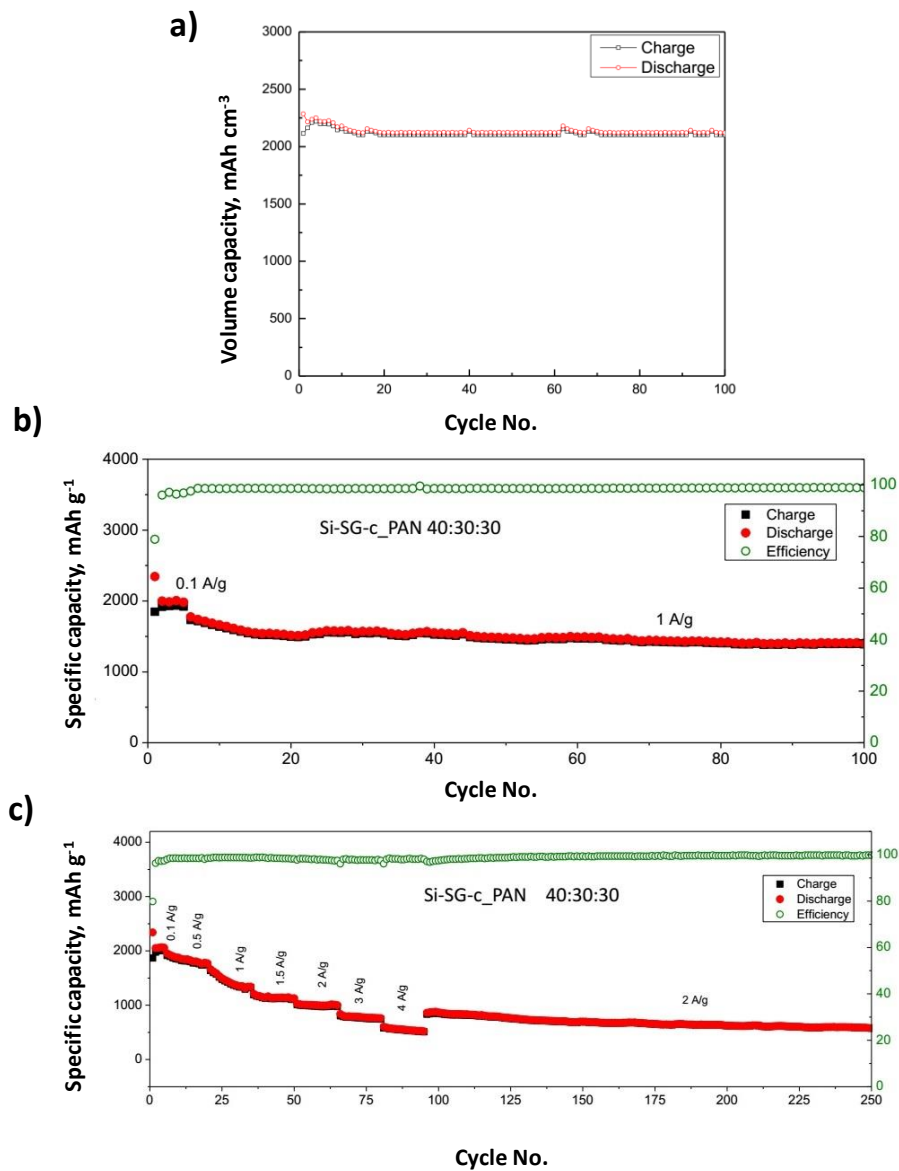 a)
Volume capacity, mAh cm-3
3000
2500
2000
1500
1000
500
0
0 20 40 60 80 100
Charge
Discharge
Cycle No.
b)
Specific capacity, mAh g-1
4000
3000
2000
1000
0
Si-SG-c_PAN 40:30:30
0.1 A/g
1 A/g
Charge
Discharge
Efficiency
100
80
60
40
20
0
0 20 40 60 80 100
Cycle No.
c)
Specific capacity, mAh g-1
4000
3000
2000
1000
0
Si-SG-c_PAN 40:30:30
0.1 A/g
0.5 A/g
1 A/g
1.5 A/g
2 A/g
3 A/g
4 A/g
2 A/g
Charge
Discharge
Efficiency
100
80
60
40
20
0
0 25 50 75 100 125 150 175 200 225 250
Cycle No.